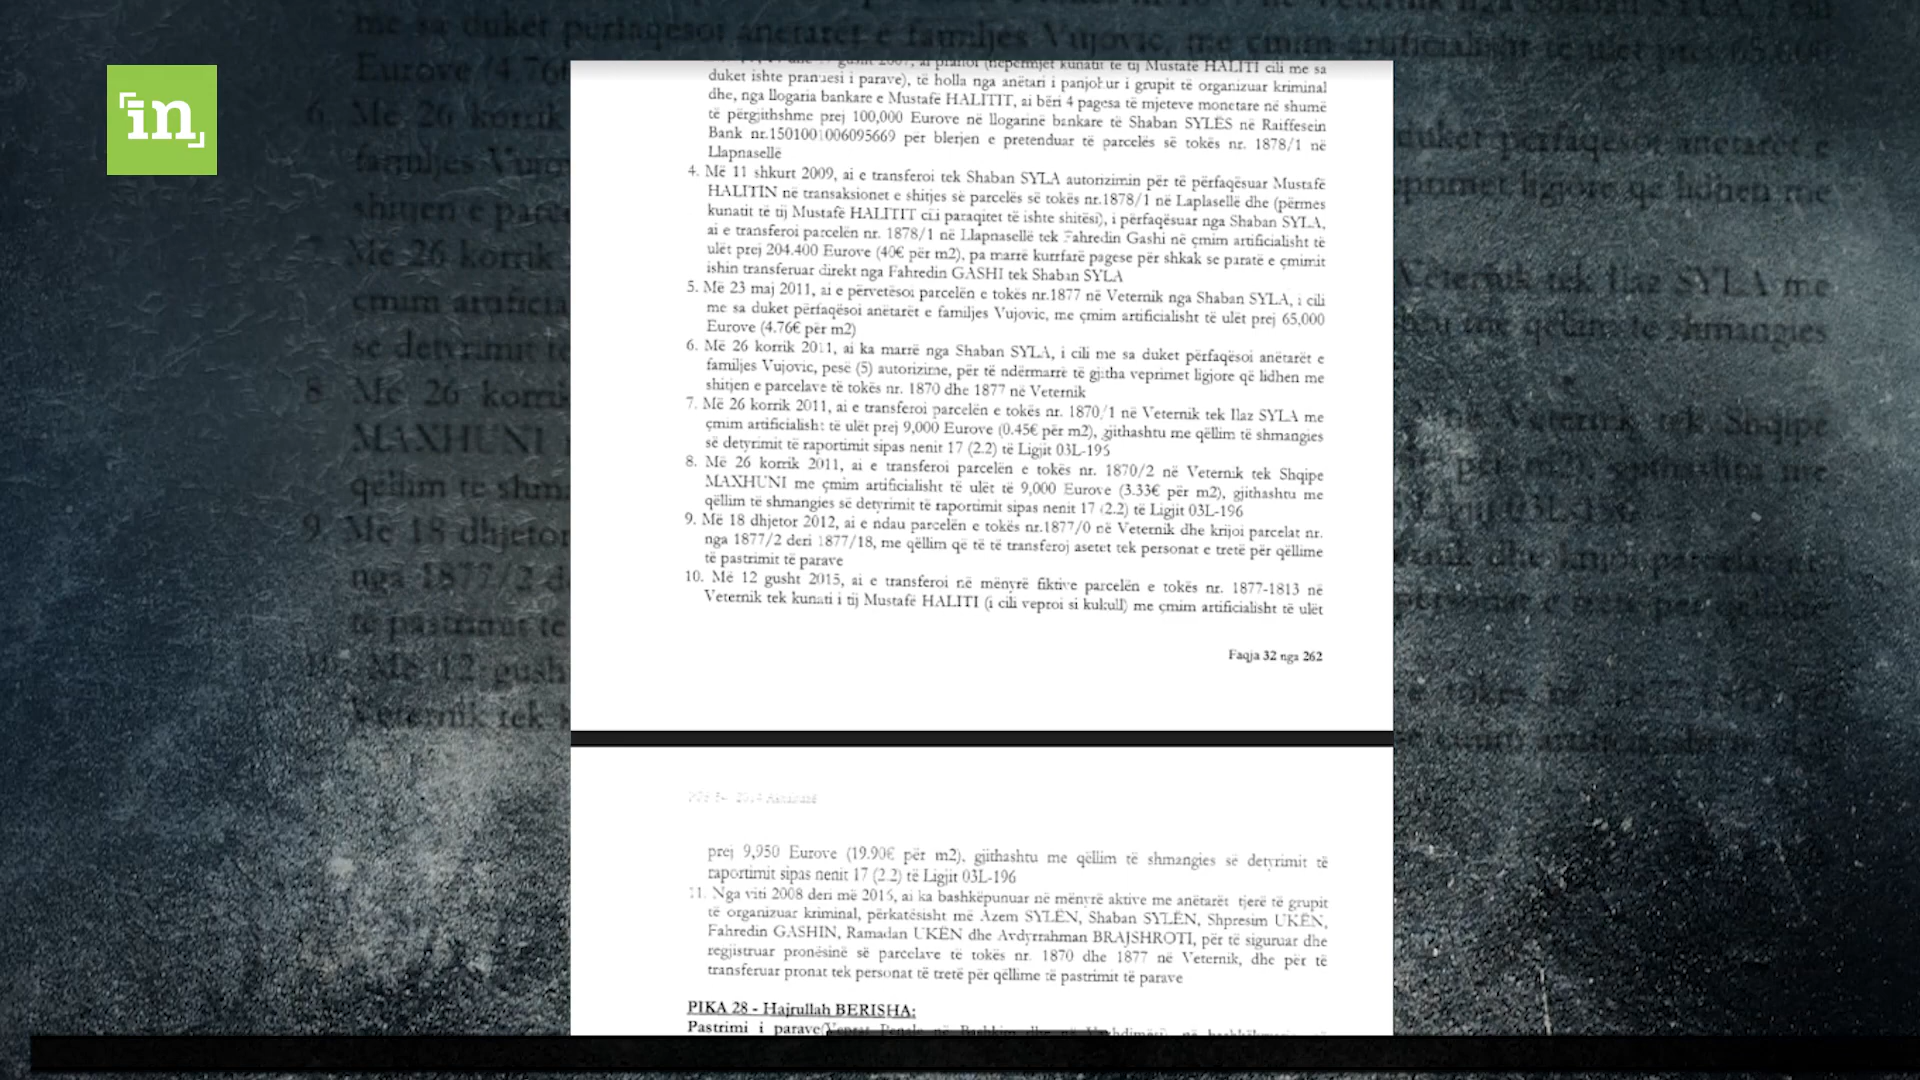 in
duket ishte pranuesi i parave), të holla nga anëtari i panjohur i grupit të organizuar kriminal
dhe, nga llogaria bankare e Mustafë HALITIT, ai bëri 4 pagesa të mjeteve monetare në shumë
të përgjithshme prej 100,000 Eurove në llogarinë bankare të Shaban SYLËS në Raiffesein
Bank nr.1501001006095669 për blerjen e pretenduar të parcelës së tokës nr. 1878/1 në
Llapnasellë
4. Më 11 shkurt 2009, ai e transferoi tek Shaban SYLA autorizimin për të përfaqësuar Mustafë
HALITIN në transaksionet e shitjes së parcelës së tokës nr.1878/1 në Laplasellë dhe (përmes
kunatit të tij Mustafë HALITIT cili paraqitet të ishte shitësi), i përfaqësuar nga Shaban SYLA,
ai e transferoi parcelën nr. 1878/1 në Llapnasellë tek Fahredin Gashi në çmim artificialisht të
ulët prej 204.400 Eurove (40€ për m2), pa marrë kurrfarë pagese për shkak se paratë e çmimit
ishin transferuar direkt nga Fahredin GASHI tek Shaban SYLA
5. Më 23 maj 2011, ai e përvetësoi parcelën e tokës nr.1877 në Veternik nga Shaban SYLA, i cili
me sa duket përfaqësoi anëtarët e familjes Vujovic, me çmim artificialisht të ulët prej 65,000
Eurove (4.76€ për m2)
6. Më 26 korrik 2011, ai ka marrë nga Shaban SYLA, i cili me sa duket përfaqësoi anëtarët e
familjes Vujovic, pesë (5) autorizime, për të ndërmarrë të gjitha veprimet ligjore që lidhen me
shitjen e parcelave të tokës nr. 1870 dhe 1877 në Veternik
7. Më 26 korrik 2011, ai e transferoi parcelën e tokës nr. 1870/1 në Veternik tek Ilaz SYLA me
çmim artificialisht të ulët prej 9,000 Eurove (0.45€ për m2), gjithashtu me qëllim të shmangies
së detyrimit të raportimit sipas nenit 17 (2.2) të Ligjit 03L-195
8. Më 26 korrik 2011, ai e transferoi parcelën e tokës nr. 1870/2 në Veternik tek Shqipe
MAXHUNI me çmim artificialisht të ulët të 9,000 Eurove (3.33€ për m2), gjithashtu me
qëllim të shmangies së detyrimit të raportimit sipas nenit 17 (2.2) të Ligjit 03L-196
9. Më 18 dhjetor 2012, ai e ndau parcelën e tokës nr.1877/0 në Veternik dhe krijoi parcelat nr.
nga 1877/2 deri 1877/18, me qëllim që të të transferoj asetet tek personat e tretë për qëllime
të pastrimit të parave
10. Më 12 gusht 2015, ai e transferoi në mënyrë fiktive parcelën e tokës nr. 1877-1813 në
Veternik tek kunati i tij Mustafë HALITI (i cili veproi si kukull) me çmim artificialisht të ulët
Faqja 32 nga 262
prej 9,950 Eurove (19.90€ për m2), gjithashtu me qëllim të shmangies së detyrimit të
raportimit sipas nenit 17 (2.2) të Ligjit 03L-196
11. Nga viti 2008 deri më 2015, ai ka bashkëpunuar në mënyrë aktive me anëtarët tjerë të grupit
të organizuar kriminal, përkatësisht më Azem SYLËN, Shaban SYLËN, Shpresim UKËN,
Fahredin GASHIN, Ramadan UKËN dhe Avdyrrahman BRAJSHROTI, për të siguruar dhe
regjistruar pronësinë së parcelave të tokës nr. 1870 dhe 1877 në Veternik, dhe për të
transferuar pronat tek personat të tretë për qëllime të pastrimit të parave
PIKA 28 - Hajrullah BERISHA:
Pastrimi i parave